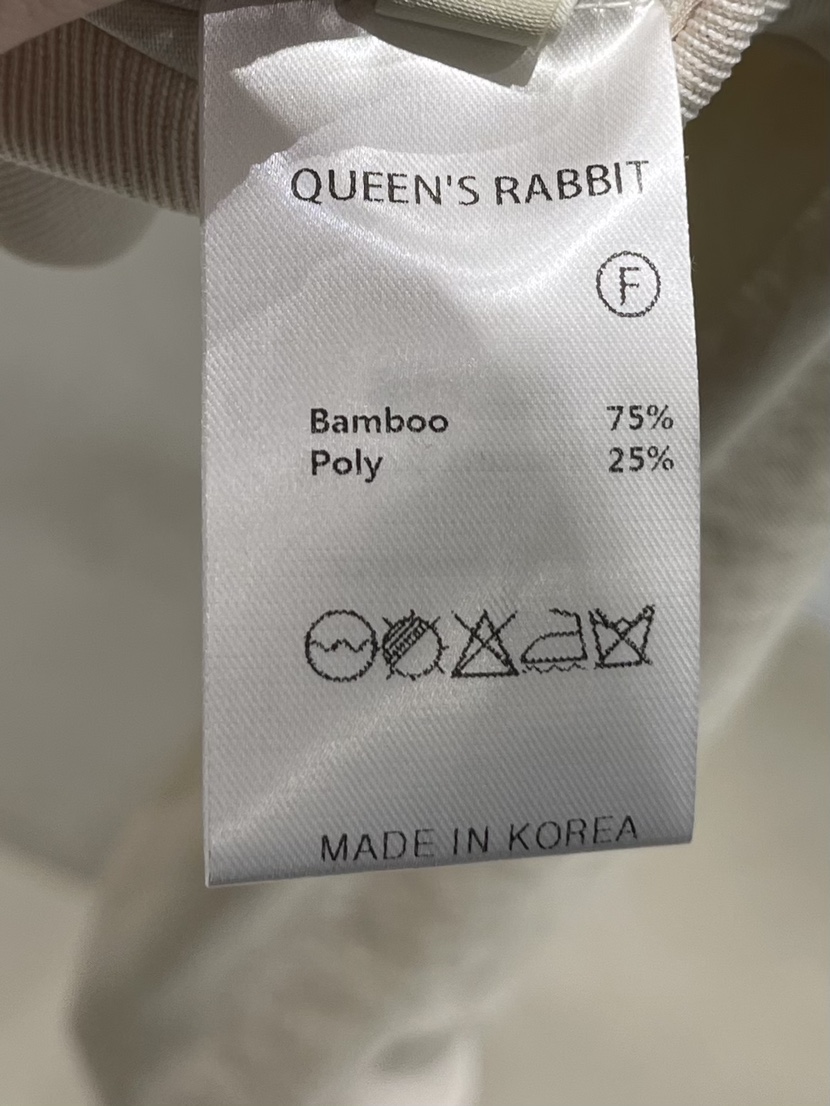 QUEEN'S RABBIT
F
Bamboo 75%
Poly 25%
MADE IN KOREA